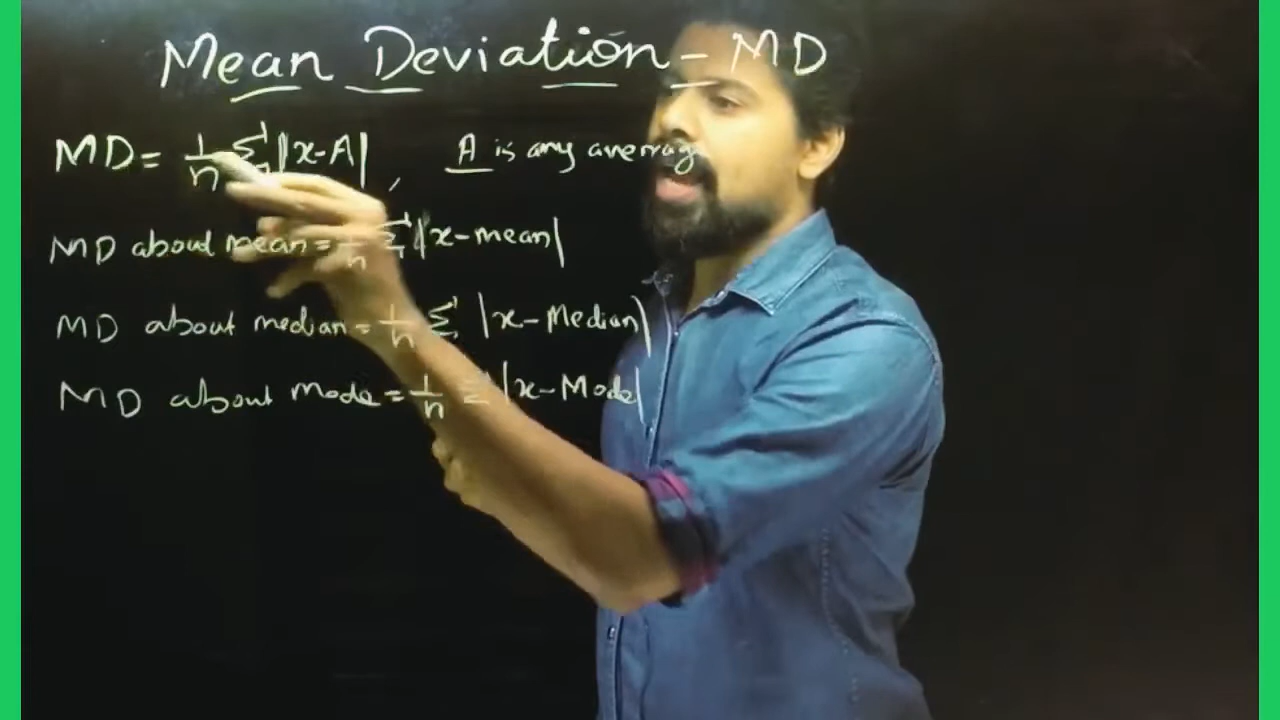 Mean Deviation - MD
MD = 1/n Σ|x-A| , A is any average
MD about mean = 1/n Σ|x-mean|
MD about median = 1/n Σ |x-Median|
MD about mode = 1/n Σ |x-Mode|